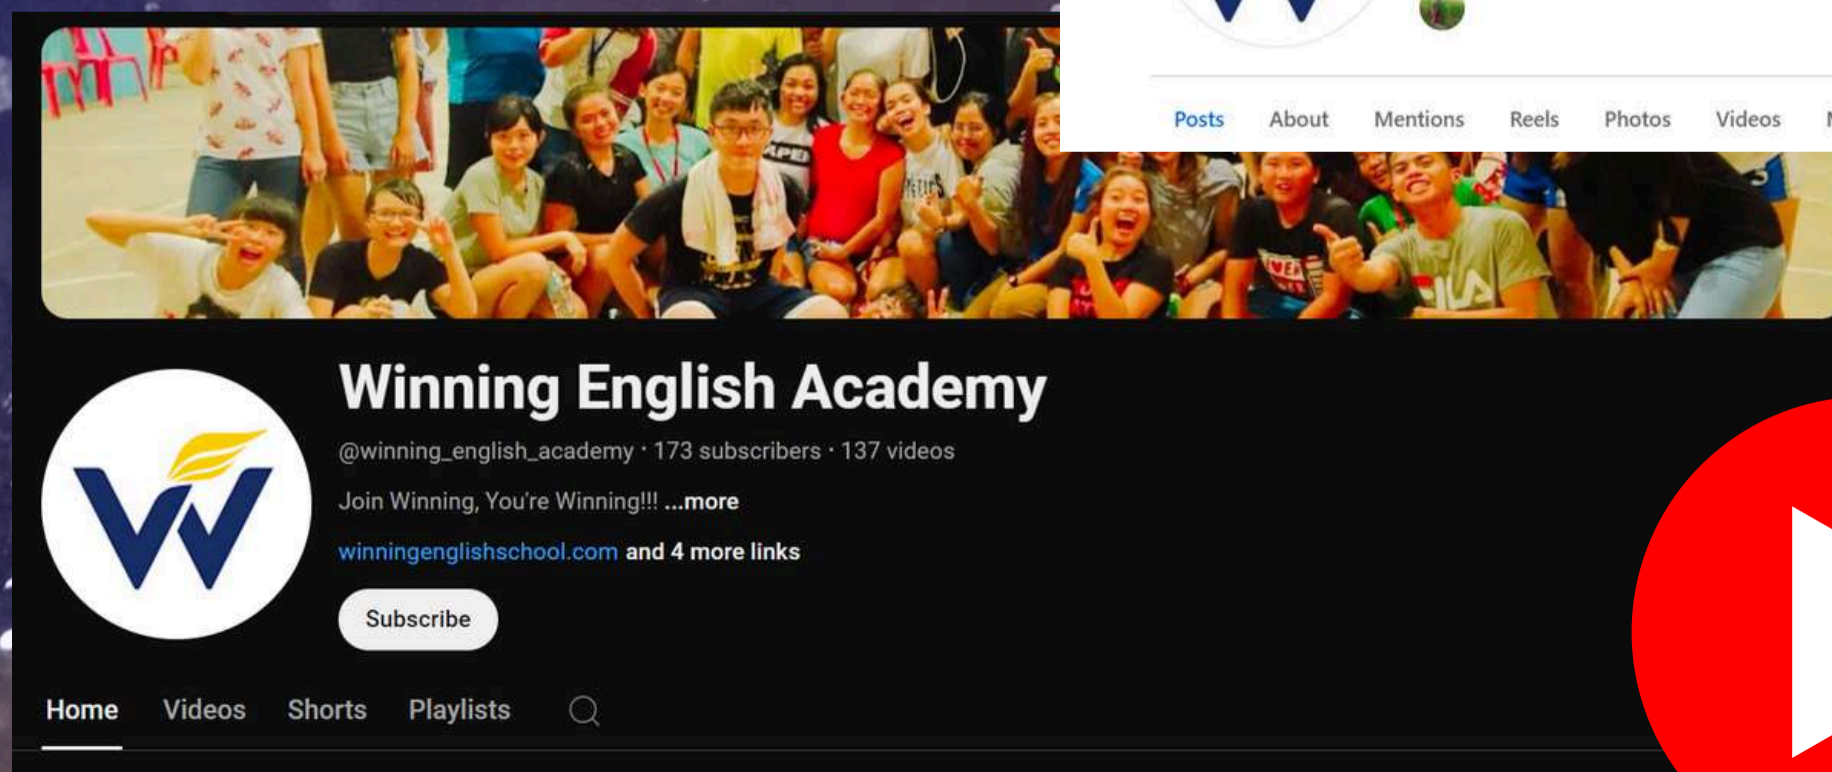 Posts About Mentions Reels Photos Videos
FILA
Winning English Academy
@winning_english_academy · 173 subscribers · 137 videos
Join Winning, You're Winning!!! ...more
winningenglishschool.com and 4 more links
Subscribe
Home Videos Shorts Playlists